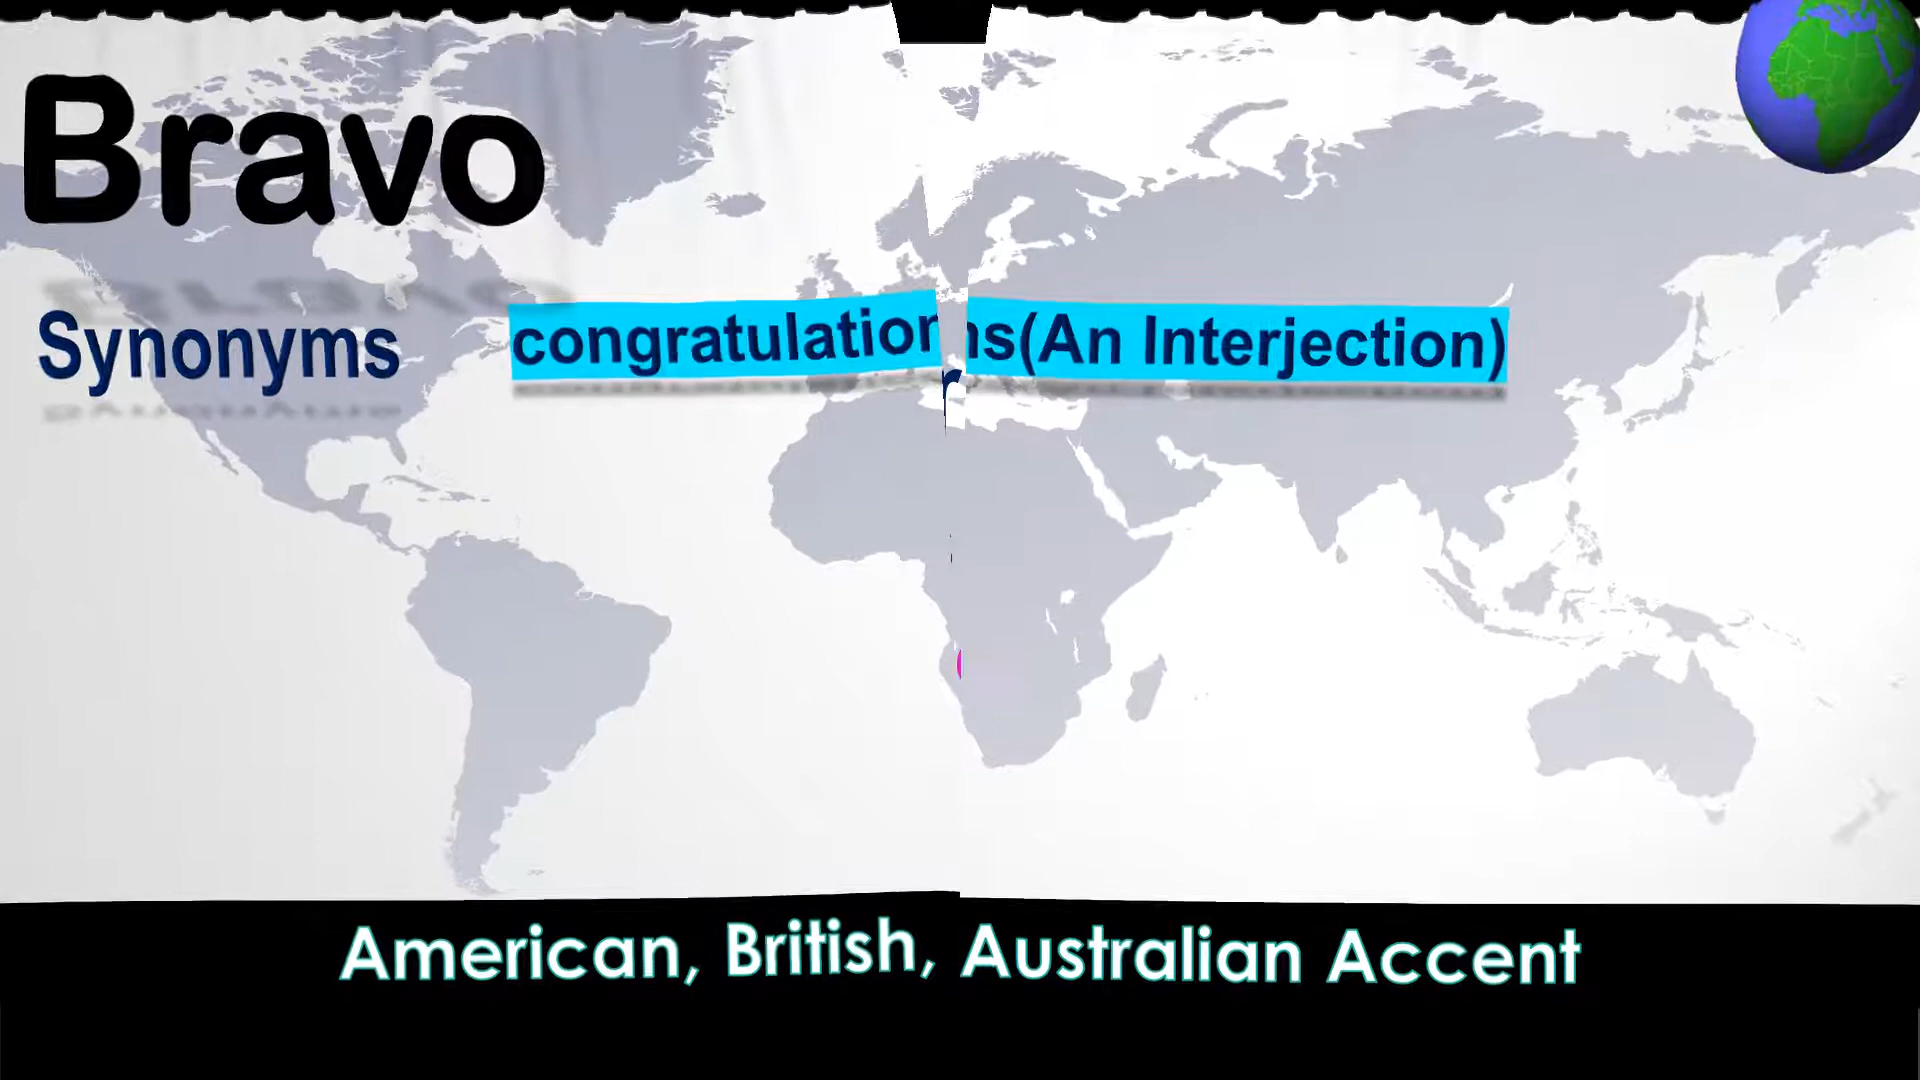 Bravo
Synonyms congratulations(An Interjection)
American, British, Australian Accent